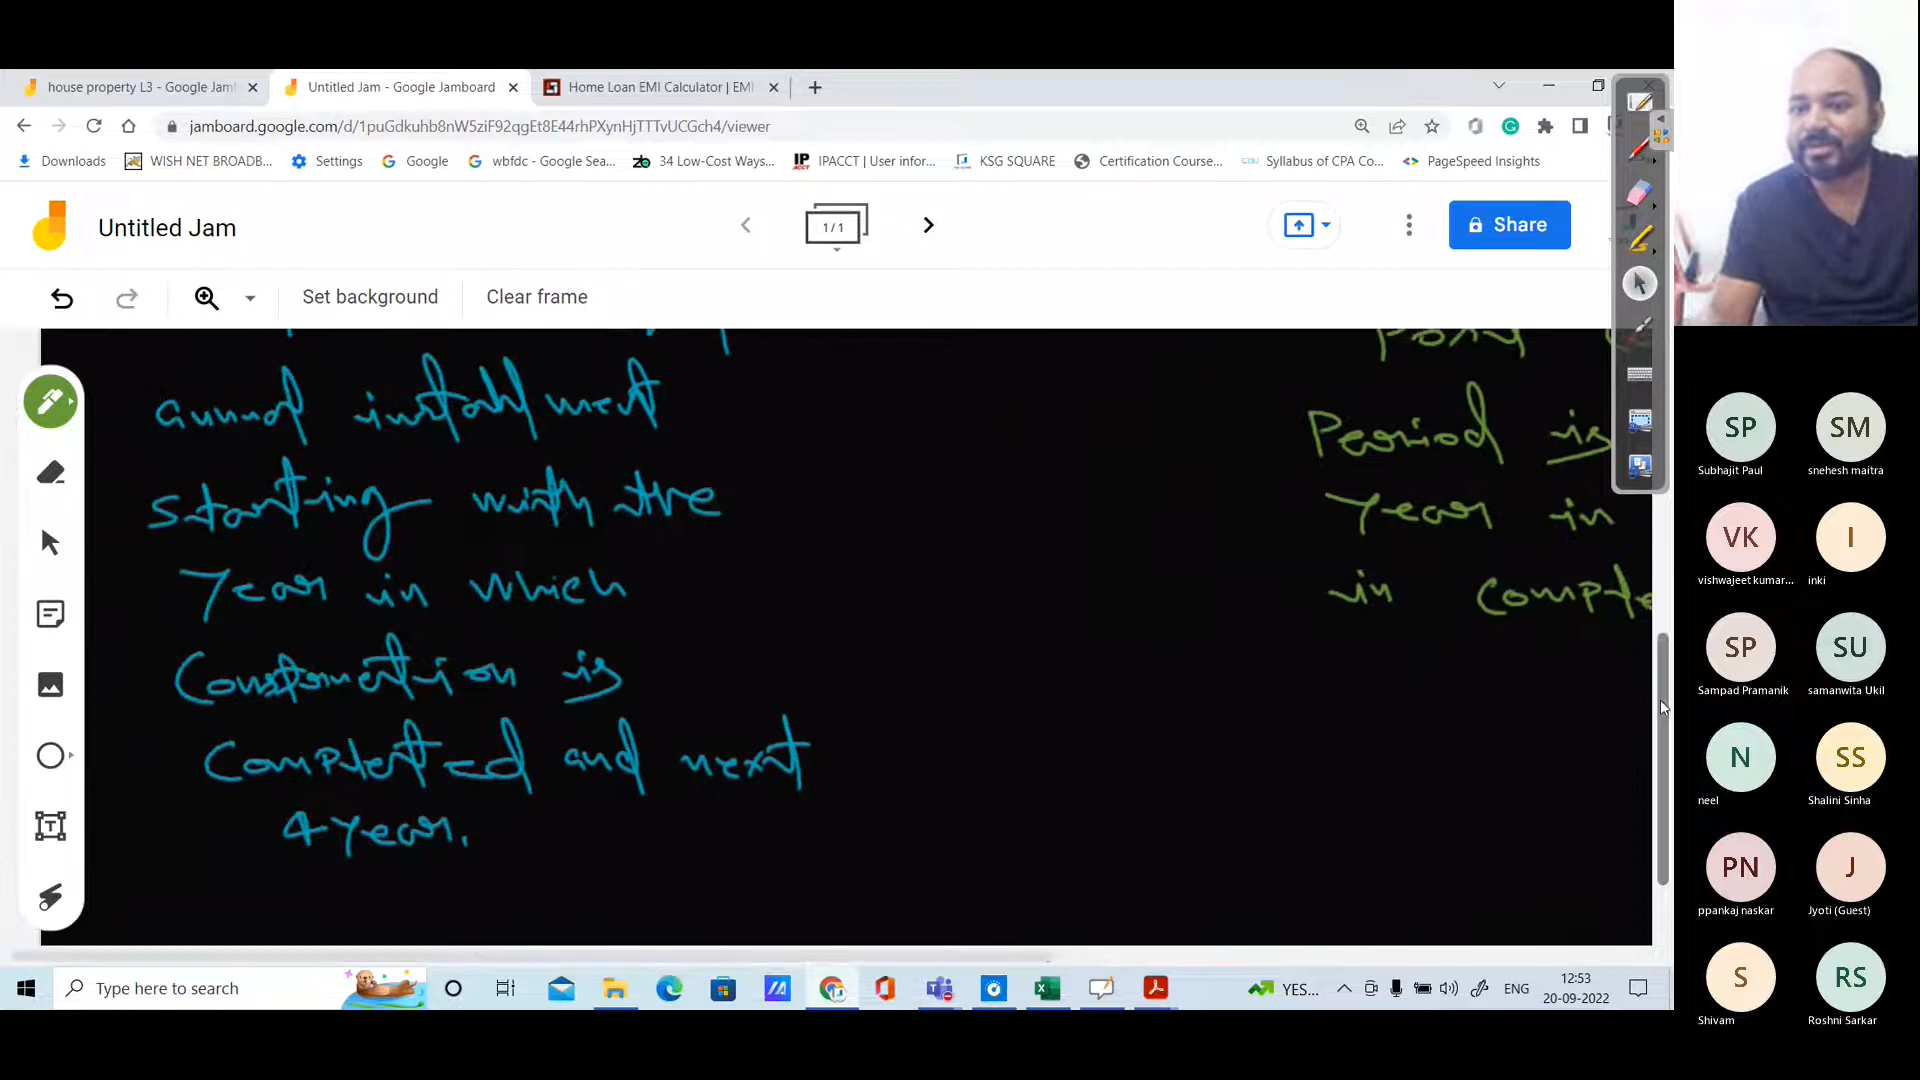 house property L3 - Google Jam
Untitled Jam - Google Jamboard
Home Loan EMI Calculator | EMI
jamboard.google.com/d/1puGdkuhb8nW5ziF92qgEt8E44rhPXynHjTTTvUCGch4/viewer
Downloads
WISH NET BROADB...
Settings
Google
wbfdc - Google Sea...
34 Low-Cost Ways...
IPACCT | User infor...
KSG SQUARE
Certification Course...
Syllabus of CPA Co...
PageSpeed Insights
Untitled Jam
1 / 1
Share
Set background
Clear frame
annual installment
starting with the
Year in which
Construction is
Completed and next
4 year.
Period is
Year in
in comple
SP
Subhajit Paul
SM
snehesh maitra
VK
vishwajeet kumar...
I
inki
SP
Sampad Pramanik
SU
samanwita Ukil
N
neel
SS
Shalini Sinha
PN
ppankaj naskar
J
Jyoti (Guest)
S
Shivam
RS
Roshni Sarkar
Type here to search
YES...
ENG
12:53
20-09-2022